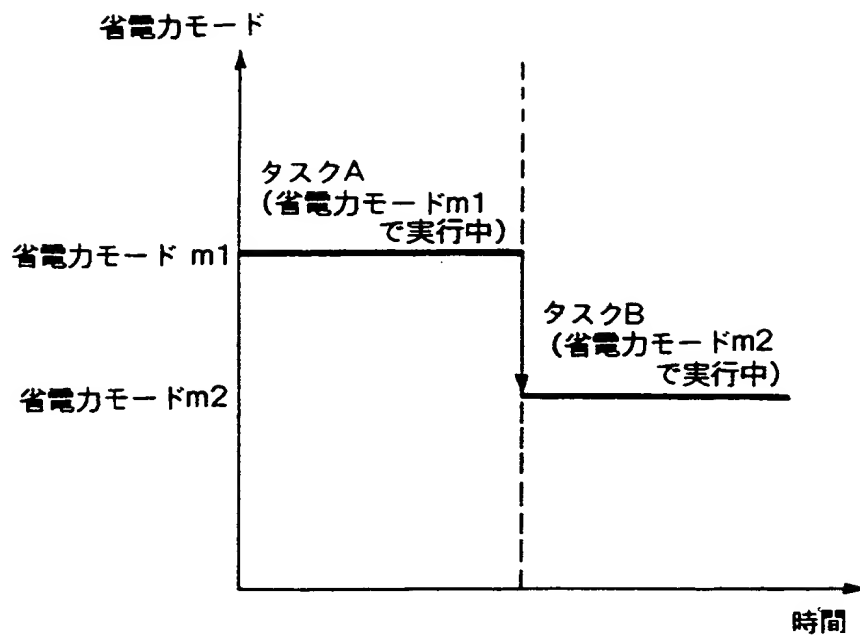 省電力モード
タスクA
(省電力モードm1
で実行中)
省電力モード m1
タスクB
(省電力モードm2
で実行中)
省電力モードm2
時間